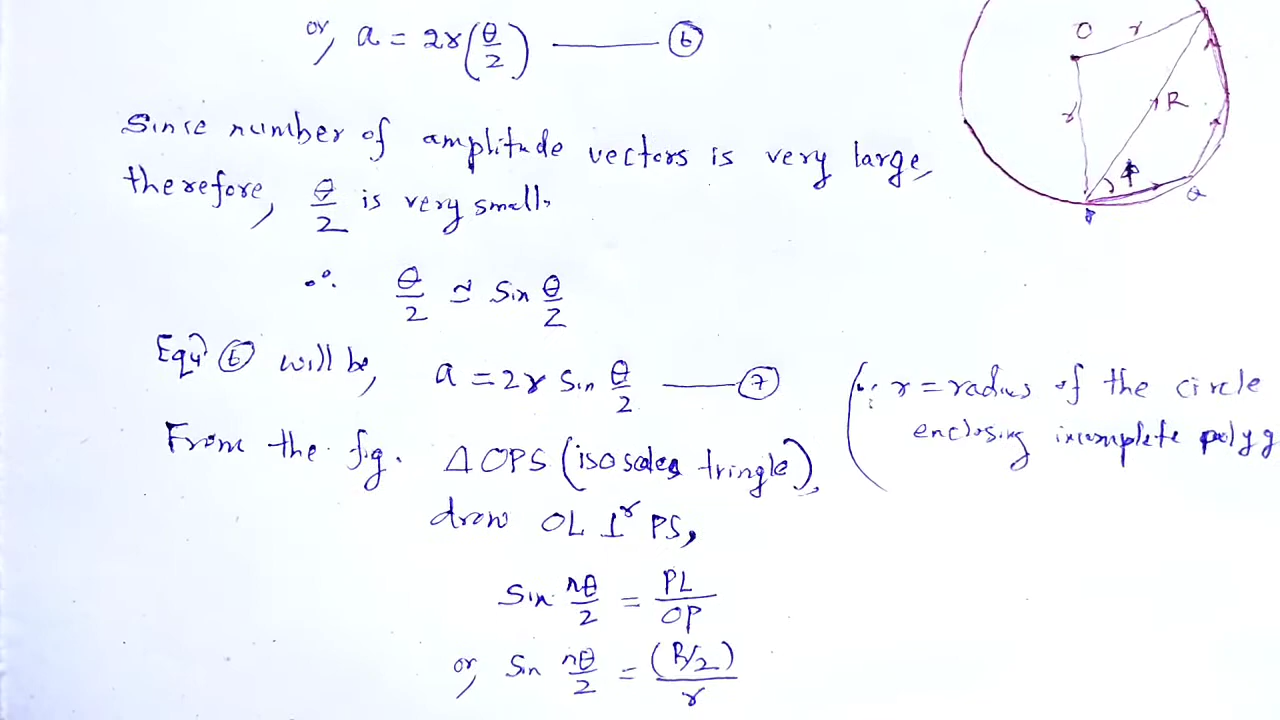 or, a = 2r(θ/2) —— ⑥
Since number of amplitude vectors is very large,
therefore, θ/2 is very small.
∴ θ/2 ≃ Sin θ/2
Eqn ⑥ will be, a = 2r Sin θ/2 —— ⑦
(∵ r = radius of the circle
enclosing incomplete polyg
From the fig. Δ OPS (isosceles tringle),
draw OL ⊥r PS,
Sin nθ/2 = PL/OP
or, Sin nθ/2 = (R/2)/r
O
r
r
R
Φ
P
Q